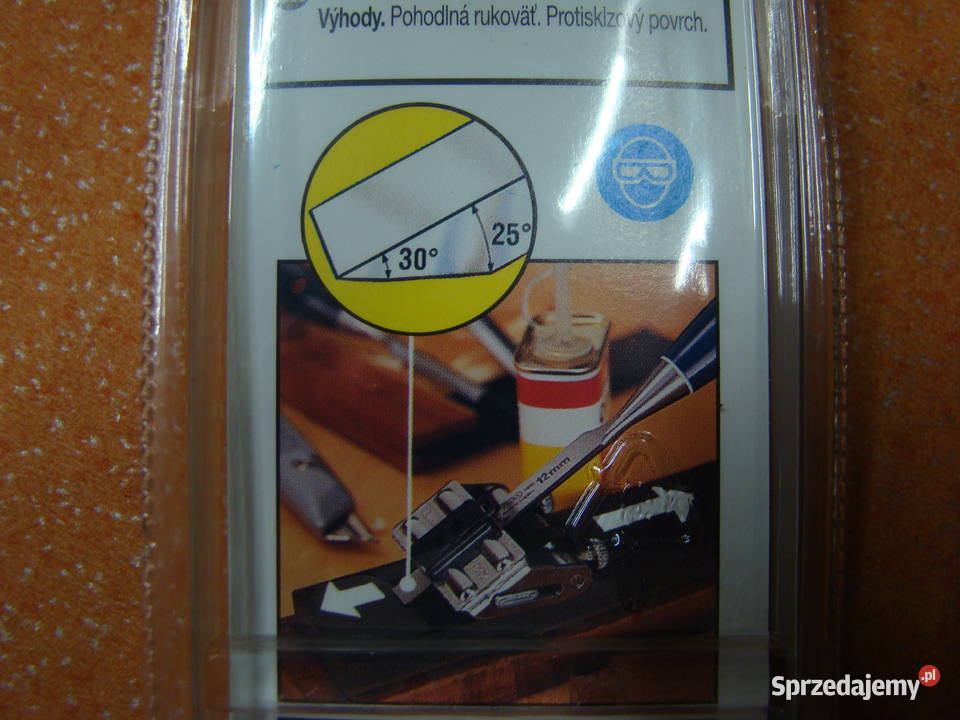 Výhody. Pohodlná rukoväť. Protisklzový povrch.
25°
30°
12mm
Sprzedajemy.pl